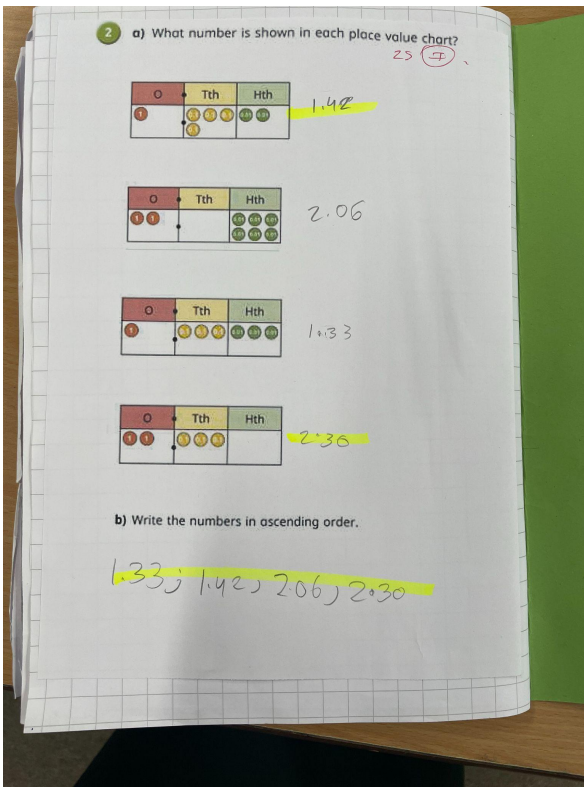 2 a) What number is shown in each place value chart?
O Tth Hth
1 0.1 0.1 0.1 0.01 0.01
0.1
1.42
O Tth Hth
1 1 0.01 0.01 0.01
0.01 0.01 0.01
2.06
O Tth Hth
1 0.1 0.1 0.1 0.01 0.01 0.01
1.33
O Tth Hth
1 1 0.1 0.1 0.1
2.30
b) Write the numbers in ascending order.
1.33; 1.42, 2.06, 2.30